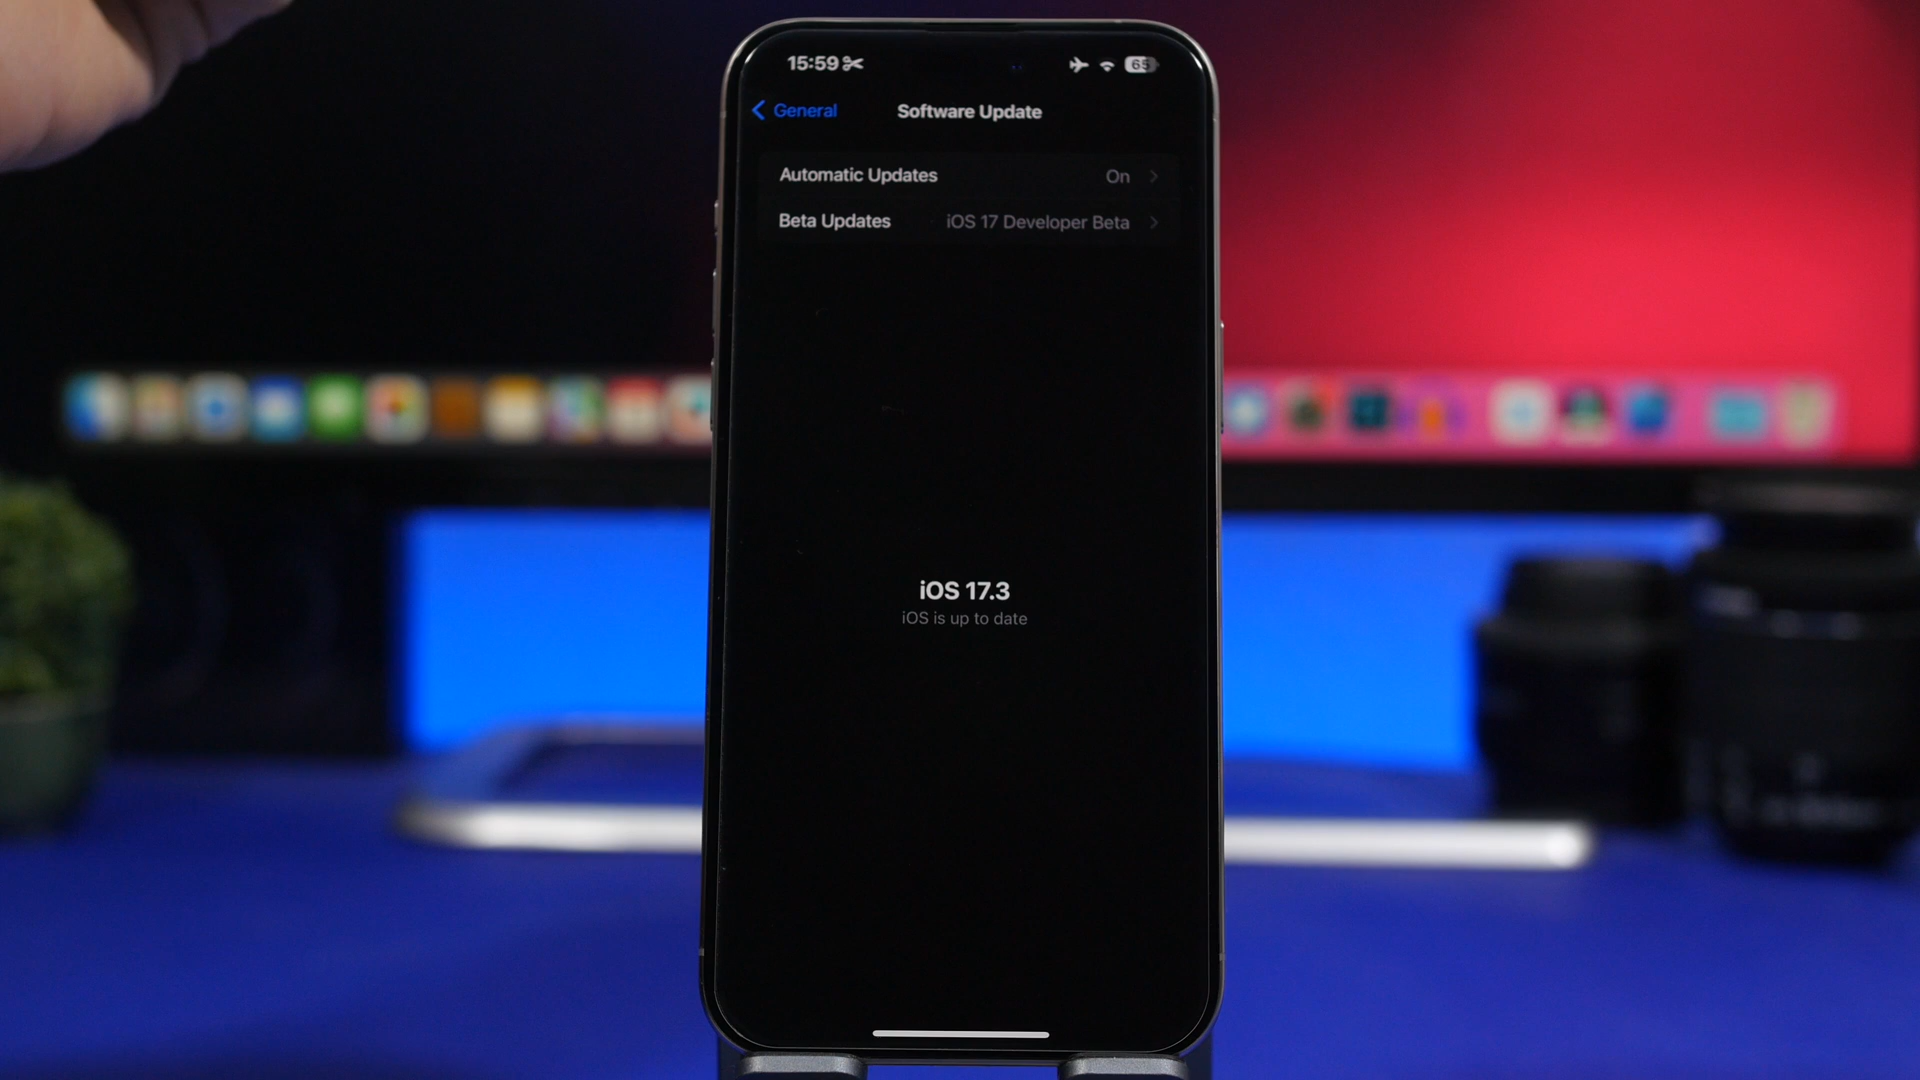 15:59
65
General
Software Update
Automatic Updates On
Beta Updates iOS 17 Developer Beta
iOS 17.3
iOS is up to date